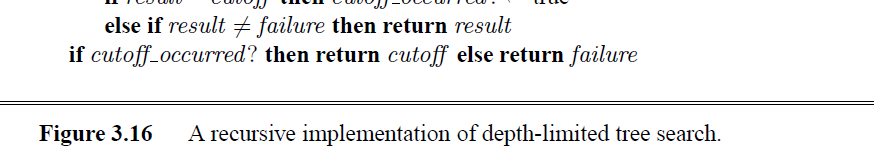 else if result ≠ failure then return result
if cutoff_occurred? then return cutoff else return failure
Figure 3.16 A recursive implementation of depth-limited tree search.